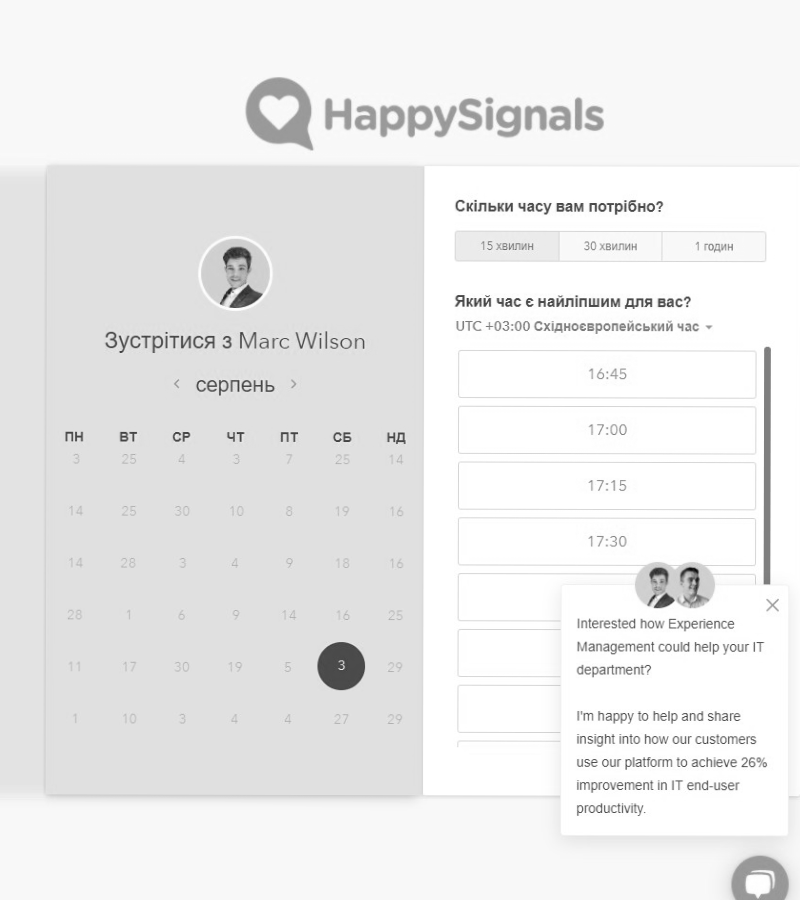 HappySignals
Зустрітися з Marc Wilson
серпень
ПН ВТ СР ЧТ ПТ СБ НД
3 25 4 3 7 25 14
14 25 30 10 8 19 16
14 28 3 4 9 18 16
28 1 6 9 14 16 25
11 17 30 19 5 3 29
1 10 3 4 4 27 29
Скільки часу вам потрібно?
15 хвилин 30 хвилин 1 годин
Який час є найліпшим для вас?
UTC +03:00 Східноєвропейський час
16:45
17:00
17:15
17:30
Interested how Experience
Management could help your IT
department?
I'm happy to help and share
insight into how our customers
use our platform to achieve 26%
improvement in IT end-user
productivity.